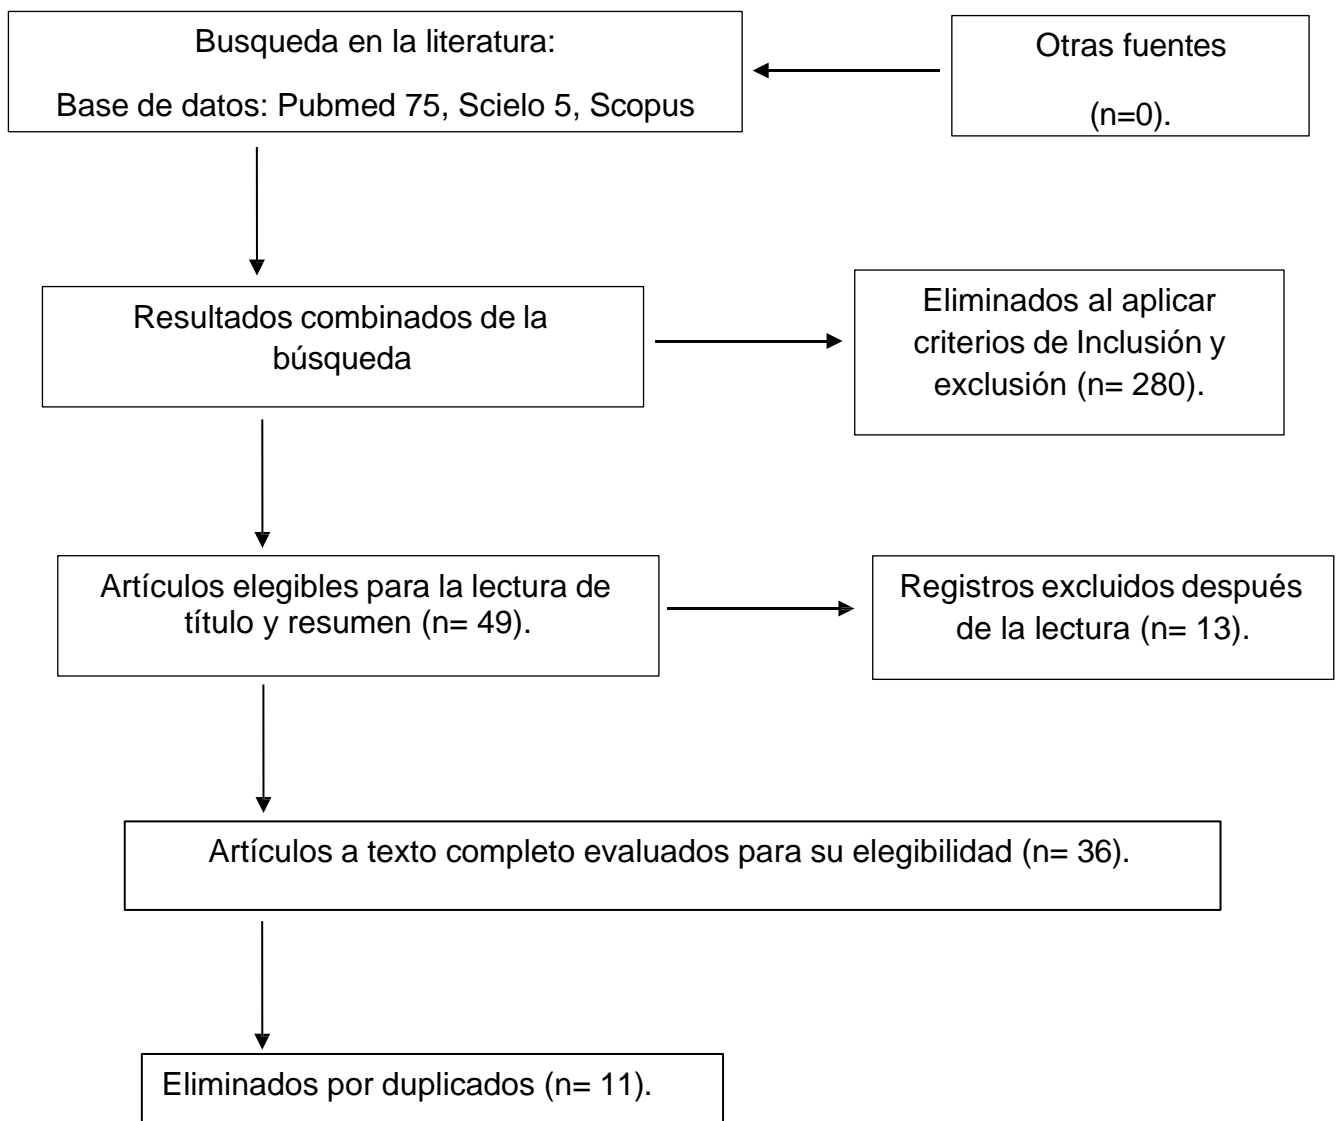 Busqueda en la literatura:
Base de datos: Pubmed 75, Scielo 5, Scopus
Otras fuentes
(n=0).
Resultados combinados de la
búsqueda
Eliminados al aplicar
criterios de Inclusión y
exclusión (n= 280).
Artículos elegibles para la lectura de
título y resumen (n= 49).
Registros excluidos después
de la lectura (n= 13).
Artículos a texto completo evaluados para su elegibilidad (n= 36).
Eliminados por duplicados (n= 11).